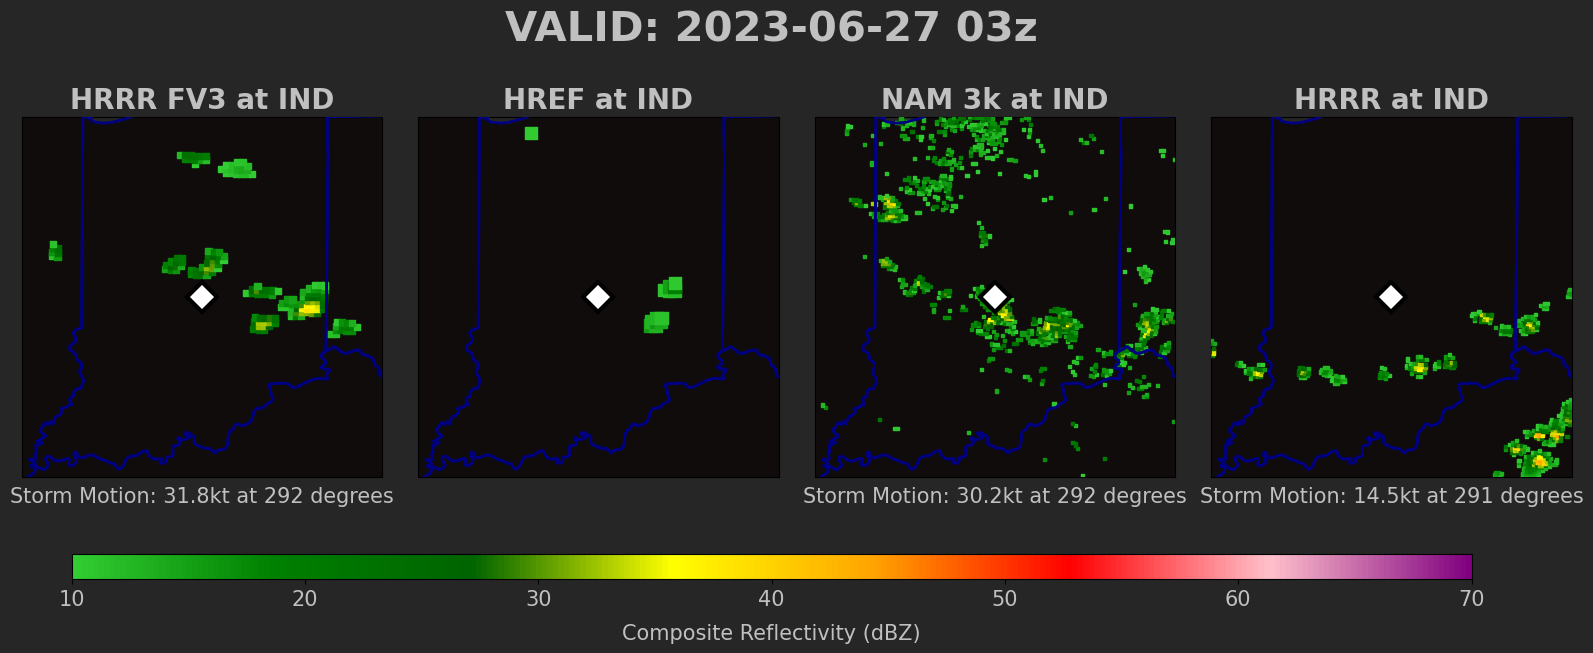 VALID: 2023-06-27 03z
HRRR FV3 at IND
HREF at IND
NAM 3k at IND
HRRR at IND
Storm Motion: 31.8kt at 292 degrees
Storm Motion: 30.2kt at 292 degrees
Storm Motion: 14.5kt at 291 degrees
10 20 30 40 50 60 70
Composite Reflectivity (dBZ)